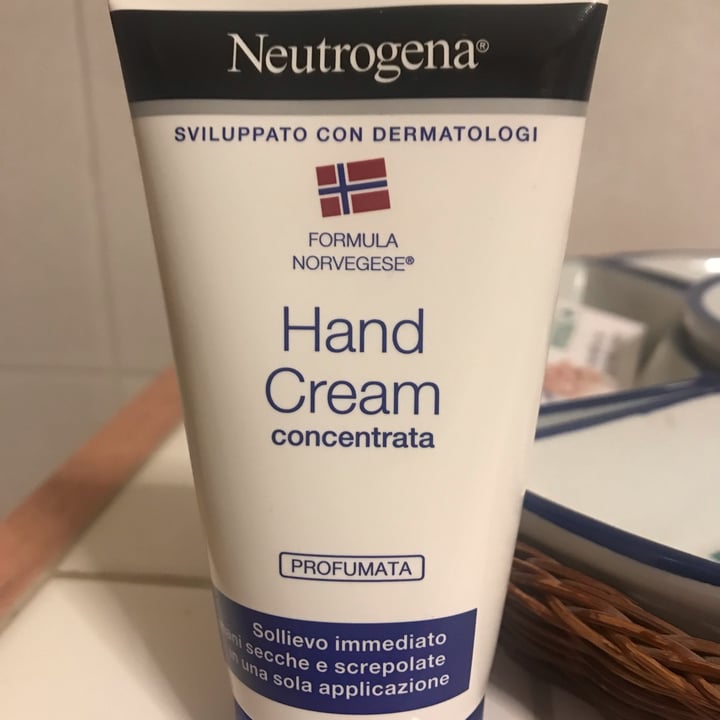 Neutrogena®
SVILUPPATO CON DERMATOLOGI
FORMULA
NORVEGESE®
Hand
Cream
concentrata
PROFUMATA
Sollievo immediato
secche e screpolate
una sola applicazione